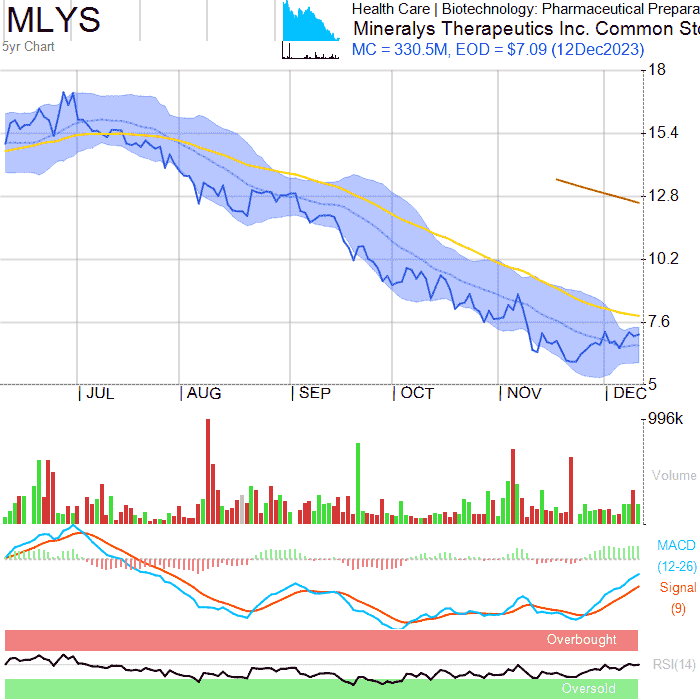 MLYS
5yr Chart
Health Care | Biotechnology: Pharmaceutical Prepara
Mineralys Therapeutics Inc. Common Sto
MC = 330.5M, EOD = $7.09 (12Dec2023)
18
15.4
12.8
10.2
7.6
5
JUL AUG SEP OCT NOV DEC
996k
Volume
MACD
(12-26)
Signal
(9)
Overbought
RSI(14)
Oversold